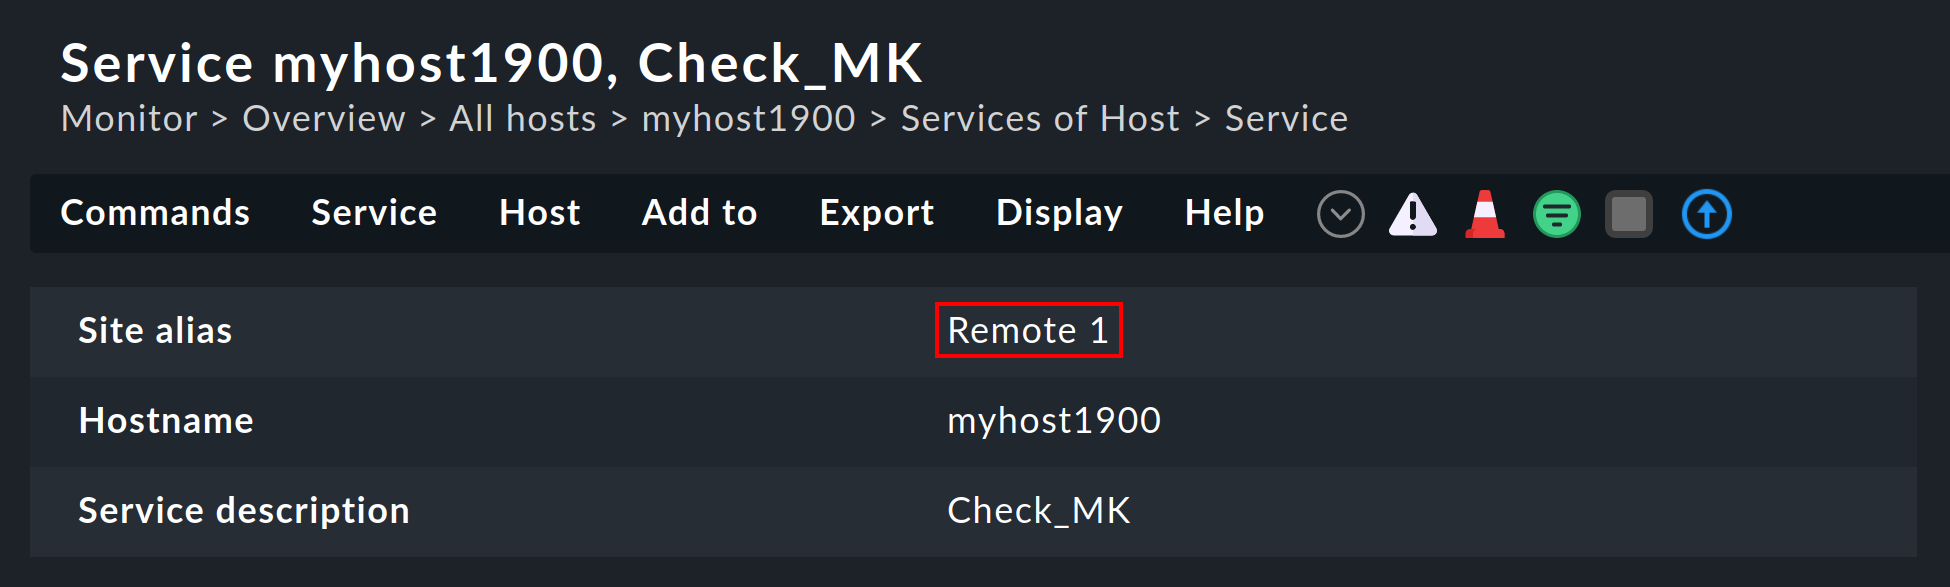 Service myhost1900, Check_MK
Monitor > Overview > All hosts > myhost1900 > Services of Host > Service
Commands Service Host Add to Export Display Help
Site alias Remote 1
Hostname myhost1900
Service description Check_MK